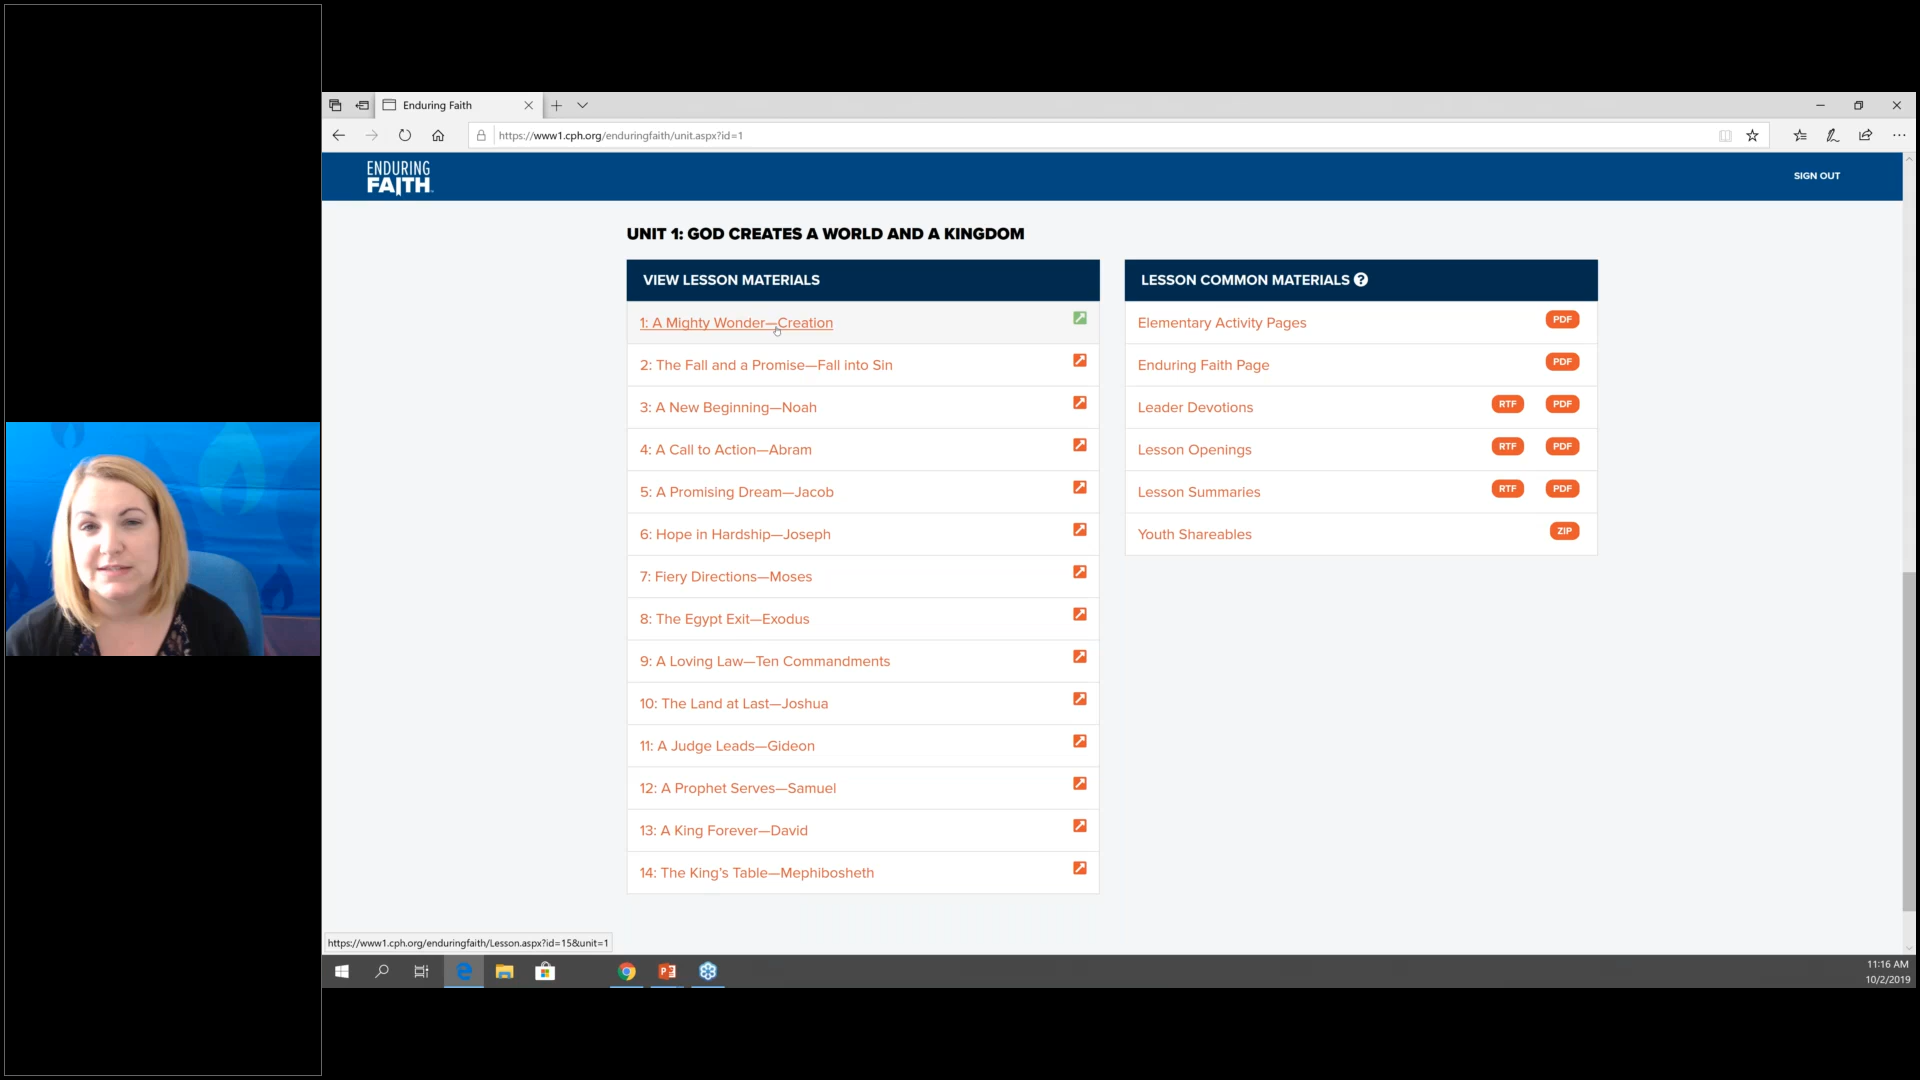 Enduring Faith
https://www1.cph.org/enduringfaith/unit.aspx?id=1
ENDURING
FAITH
SIGN OUT
UNIT 1: GOD CREATES A WORLD AND A KINGDOM
VIEW LESSON MATERIALS
1: A Mighty Wonder—Creation
2: The Fall and a Promise—Fall into Sin
3: A New Beginning—Noah
4: A Call to Action—Abram
5: A Promising Dream—Jacob
6: Hope in Hardship—Joseph
7: Fiery Directions—Moses
8: The Egypt Exit—Exodus
9: A Loving Law—Ten Commandments
10: The Land at Last—Joshua
11: A Judge Leads—Gideon
12: A Prophet Serves—Samuel
13: A King Forever—David
14: The King's Table—Mephibosheth
LESSON COMMON MATERIALS ?
Elementary Activity Pages PDF
Enduring Faith Page PDF
Leader Devotions RTF PDF
Lesson Openings RTF PDF
Lesson Summaries RTF PDF
Youth Shareables ZIP
https://www1.cph.org/enduringfaith/Lesson.aspx?id=15&unit=1
11:16 AM
10/2/2019